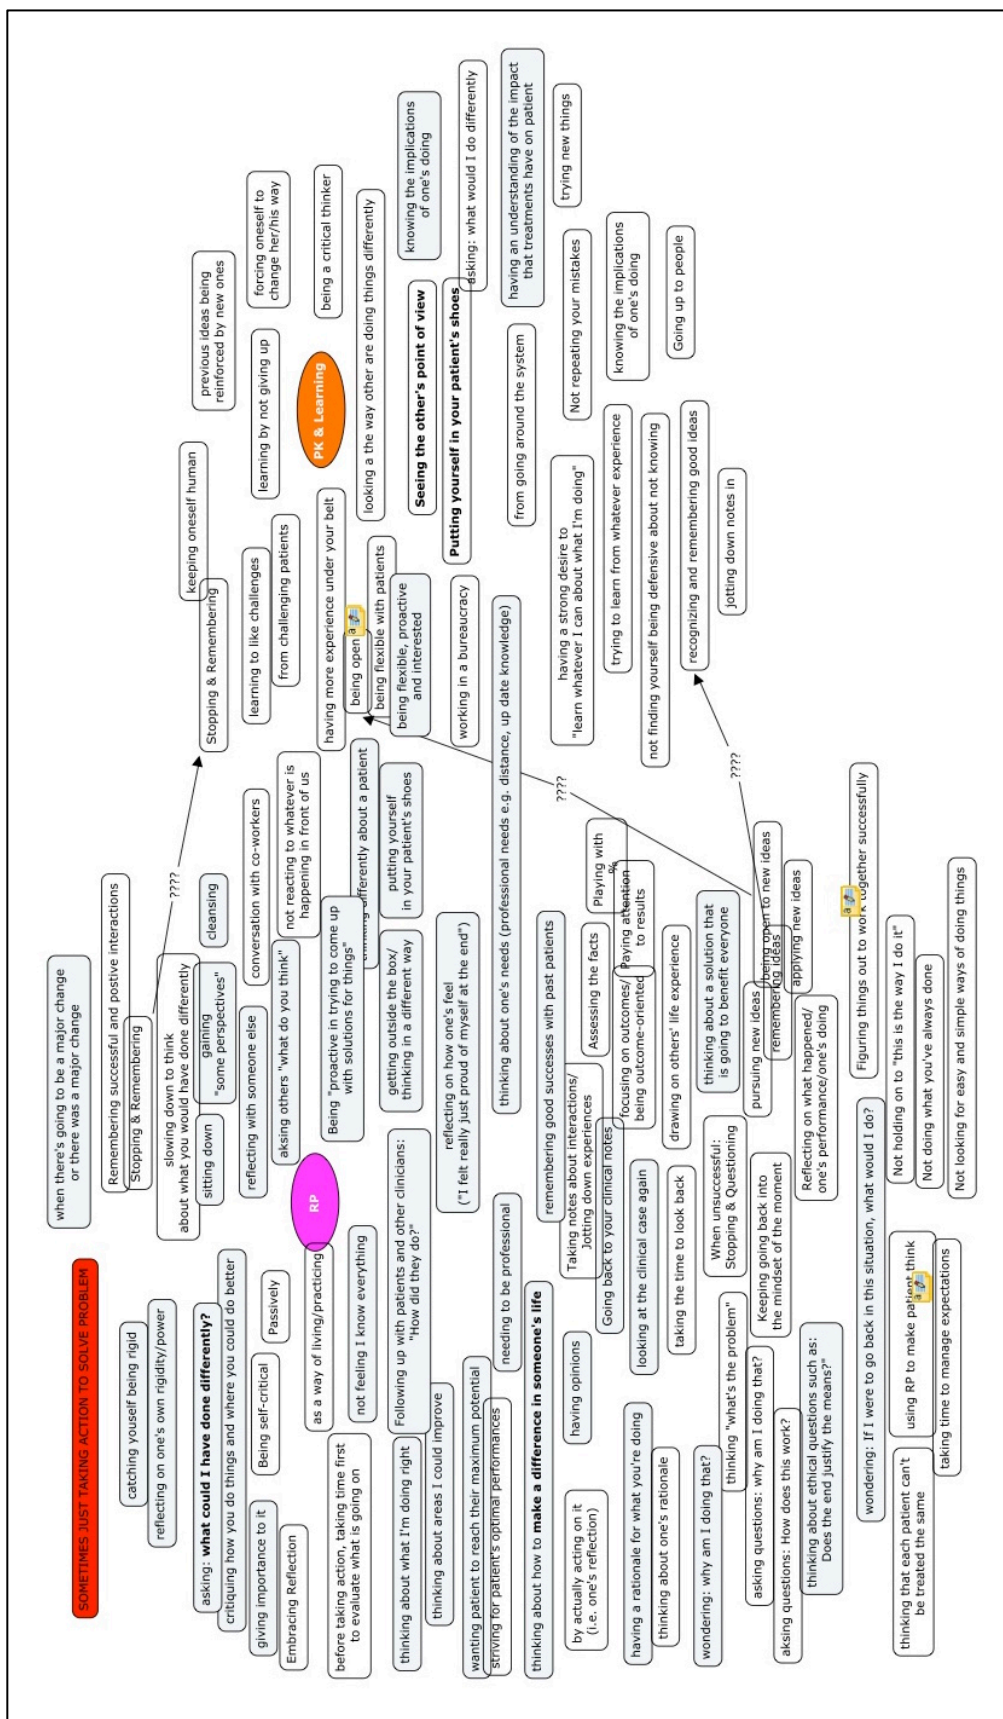 SOMETIMES JUST TAKING ACTION TO SOLVE PROBLEM
when there's going to be a major change
or there was a major change
catching youself being rigid
reflecting on one's own rigidity/power
Remembering successful and postive interactions
Stopping & Remembering
????
slowing down to think
about what you would have done differently
sitting down
gaining
"some perspectives"
cleansing
Stopping & Remembering
keeping oneself human
previous ideas being
reinforced by new ones
asking: what could I have done differently?
critiquing how you do things and where you could do better
giving importance to it
Embracing Reflection
Being self-critical
Passively
reflecting with someone else
conversation with co-workers
aksing others "what do you think"
not reacting to whatever is
happening in front of us
learning to like challenges
from challenging patients
learning by not giving up
forcing oneself to
change her/his way
being a critical thinker
PK & Learning
RP
as a way of living/practicing
not feeling I know everything
before taking action, taking time first
to evaluate what is going on
Being "proactive in trying to come up
with solutions for things"
differently about a patient
putting yourself
in your patient's shoes
getting outside the box/
thinking in a different way
having more experience under your belt
being open
being flexible with patients
being flexible, proactive
and interested
looking a the way other are doing things differently
knowing the implications
of one's doing
Seeing the other's point of view
Putting yourself in your patient's shoes
asking: what would I do differently
thinking about what I'm doing right
Following up with patients and other clinicians:
"How did they do?"
thinking about areas I could improve
reflecting on how one's feel
("I felt really just proud of myself at the end")
working in a bureaucracy
wanting patient to reach their maximum potential
striving for patient's optimal performances
needing to be professional
thinking about one's needs (professional needs e.g. distance, up date knowledge)
from going around the system
having an understanding of the impact
that treatments have on patient
thinking about how to make a difference in someone's life
remembering good successes with past patients
Taking notes about interactions/
Jotting down experiences
Assessing the facts
Playing with
%
????
having a strong desire to
"learn whatever I can about what I'm doing"
Not repeating your mistakes
trying new things
by actually acting on it
(i.e. one's reflection)
having opinions
Going back to your clinical notes
focusing on outcomes/
being outcome-oriented
Paying attention
to results
trying to learn from whatever experience
knowing the implications
of one's doing
having a rationale for what you're doing
thinking about one's rationale
looking at the clinical case again
taking the time to look back
drawing on others' life experience
not finding yourself being defensive about not knowing
Going up to people
recognizing and remembering good ideas
jotting down notes in
????
wondering: why am I doing that?
thinking "what's the problem"
When unsuccessful:
Stopping & Questioning
thinking about a solution that
is going to benefit everyone
asking questions: why am I doing that?
aksing questions: How does this work?
Keeping going back into
the mindset of the moment
pursuing new ideas
being open to new ideas
remembering ideas
applying new ideas
thinking about ethical questions such as:
Does the end justify the means?"
Reflecting on what happened/
one's performance/one's doing
wondering: If I were to go back in this situation, what would I do?
Figuring things out to work together successfully
thinking that each patient can't
be treated the same
using RP to make patient think
taking time to manage expectations
Not holding on to "this is the way I do it"
Not doing what you've always done
Not looking for easy and simple ways of doing things